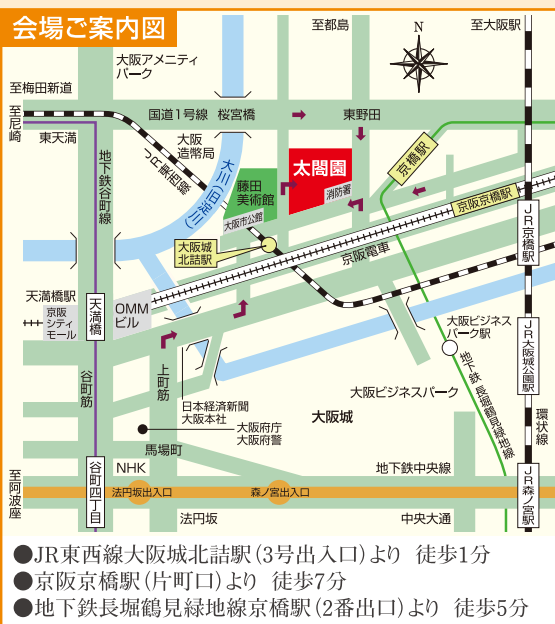 会場ご案内図
至都島
N
至大阪駅
大阪アメニティ
パーク
至梅田新道
至尼崎
国道1号線
桜宮橋
東野田
東天満
大阪
造幣局
JR東西線
地下鉄谷町線
大川(旧淀川)
藤田
美術館
太閤園
消防署
京橋駅
大阪市公館
京阪京橋駅
JR京橋駅
大阪城
北詰駅
京阪電車
天満橋駅
京阪
シティ
モール
天満橋
OMM
ビル
大阪ビジネス
パーク駅
JR大阪城公園駅
地下鉄 長堀鶴見緑地線
谷町筋
上町筋
日本経済新聞
大阪本社
大阪ビジネスパーク
大阪城
環状線
大阪府庁
大阪府警
馬場町
谷町四丁目
NHK
地下鉄中央線
JR森ノ宮駅
至阿波座
法円坂出入口
森ノ宮出入口
法円坂
中央大通
●JR東西線大阪城北詰駅(3号出入口)より 徒歩1分
●京阪京橋駅(片町口)より 徒歩7分
●地下鉄長堀鶴見緑地線京橋駅(2番出口)より 徒歩5分